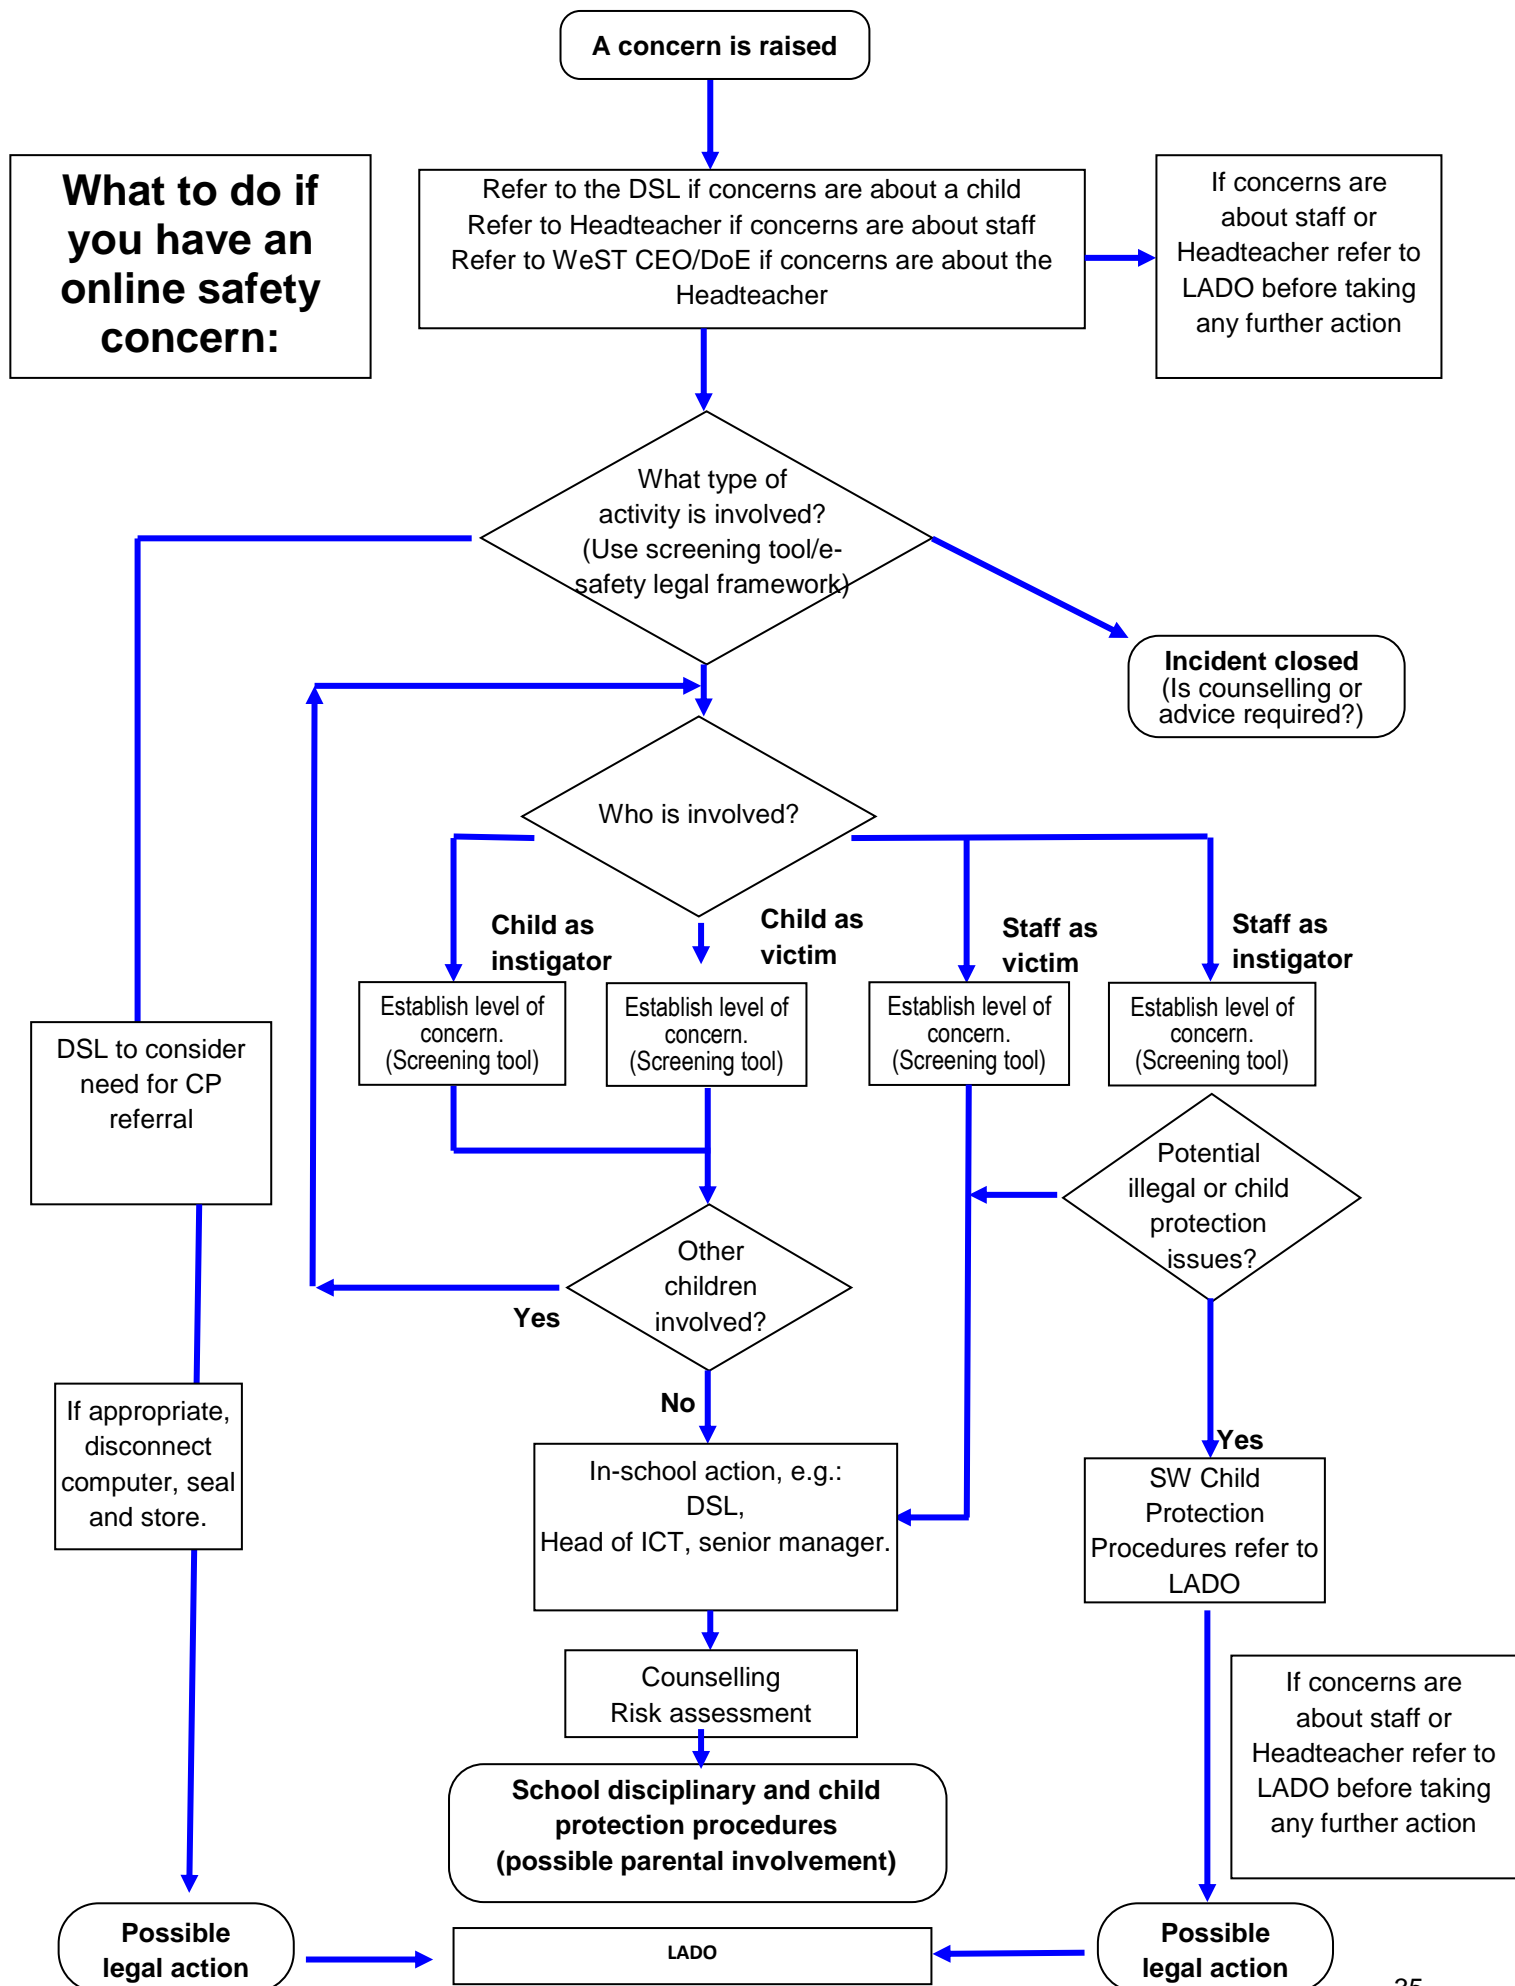 A concern is raised
What to do if
you have an
online safety
concern:
Refer to the DSL if concerns are about a child
Refer to Headteacher if concerns are about staff
Refer to WeST CEO/DoE if concerns are about the
Headteacher
If concerns are
about staff or
Headteacher refer to
LADO before taking
any further action
What type of
activity is involved?
(Use screening tool/e-
safety legal framework)
Incident closed
(Is counselling or
advice required?)
Who is involved?
Child as
instigator
Child as
victim
Staff as
victim
Staff as
instigator
Establish level of
concern.
(Screening tool)
Establish level of
concern.
(Screening tool)
Establish level of
concern.
(Screening tool)
Establish level of
concern.
(Screening tool)
DSL to consider
need for CP
referral
Potential
illegal or child
protection
issues?
Other
children
involved?
Yes
No
If appropriate,
disconnect
computer, seal
and store.
In-school action, e.g.:
DSL,
Head of ICT, senior manager.
Yes
SW Child
Protection
Procedures refer to
LADO
Counselling
Risk assessment
If concerns are
about staff or
Headteacher refer to
LADO before taking
any further action
School disciplinary and child
protection procedures
(possible parental involvement)
Possible
legal action
LADO
Possible
legal action